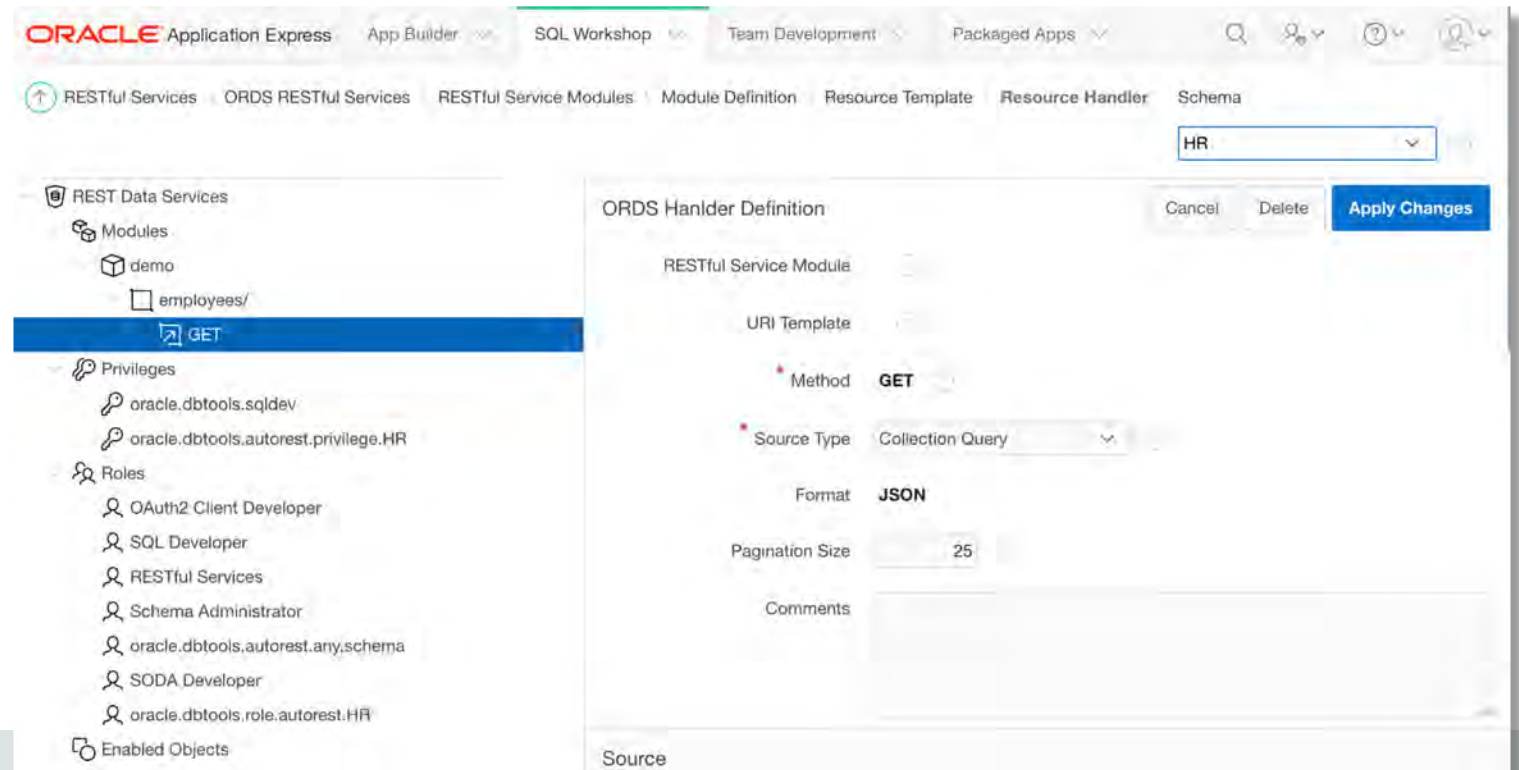 ORACLE Application Express App Builder SQL Workshop Team Development Packaged Apps
RESTful Services ORDS RESTful Services RESTful Service Modules Module Definition Resource Template Resource Handler Schema
HR
REST Data Services
Modules
demo
employees/
GET
Privileges
oracle.dbtools.sqldev
oracle.dbtools.autorest.privilege.HR
Roles
OAuth2 Client Developer
SQL Developer
RESTful Services
Schema Administrator
oracle.dbtools.autorest.any.schema
SODA Developer
oracle.dbtools.role.autorest.HR
Enabled Objects
ORDS Hanlder Definition Cancel Delete Apply Changes
RESTful Service Module
URI Template
* Method GET
* Source Type Collection Query
Format JSON
Pagination Size 25
Comments
Source